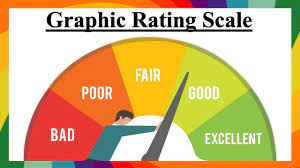 Graphic Rating Scale
BAD
POOR
FAIR
GOOD
EXCELLENT